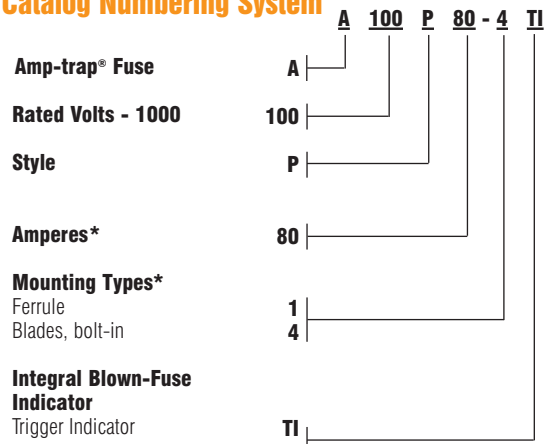 Catalog Numbering System
A 100 P 80 - 4 TI
Amp-trap® Fuse A
Rated Volts - 1000 100
Style P
Amperes* 80
Mounting Types*
Ferrule 1
Blades, bolt-in 4
Integral Blown-Fuse
Indicator
Trigger Indicator TI